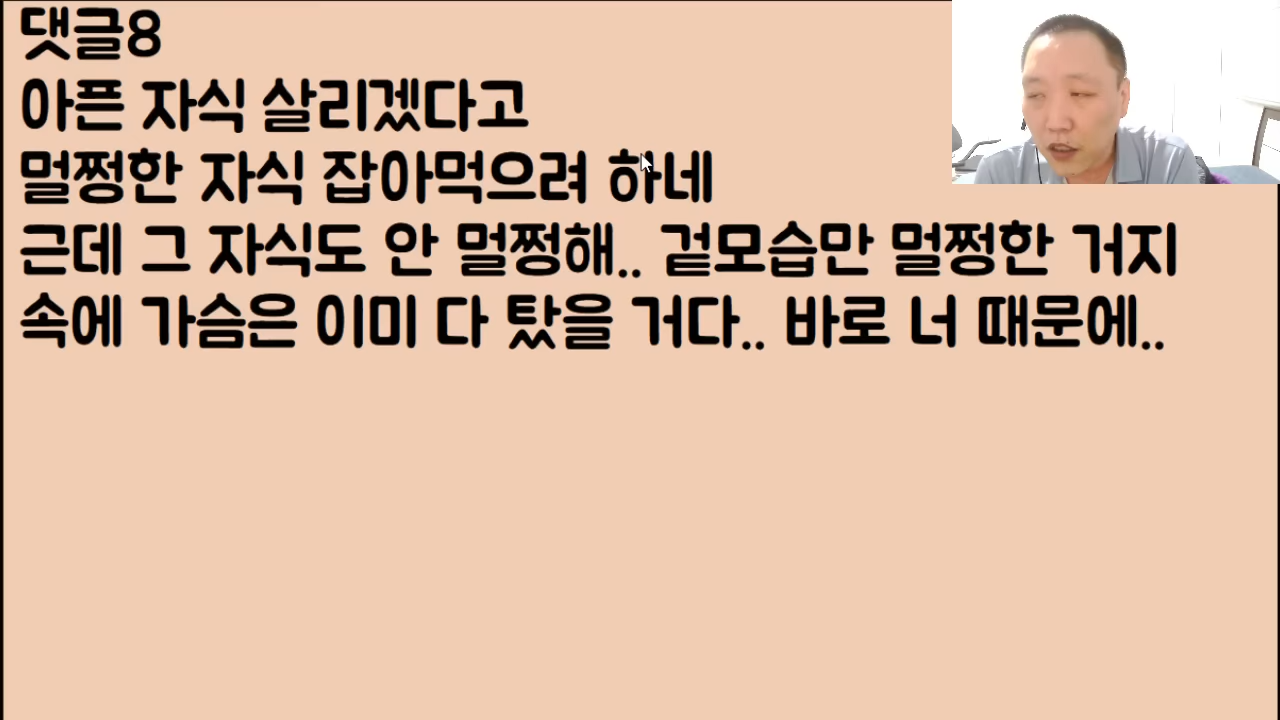 댓글8
아픈 자식 살리겠다고
멀쩡한 자식 잡아먹으려 하네
근데 그 자식도 안 멀쩡해.. 겉모습만 멀쩡한 거지
속에 가슴은 이미 다 탔을 거다.. 바로 너 때문에..